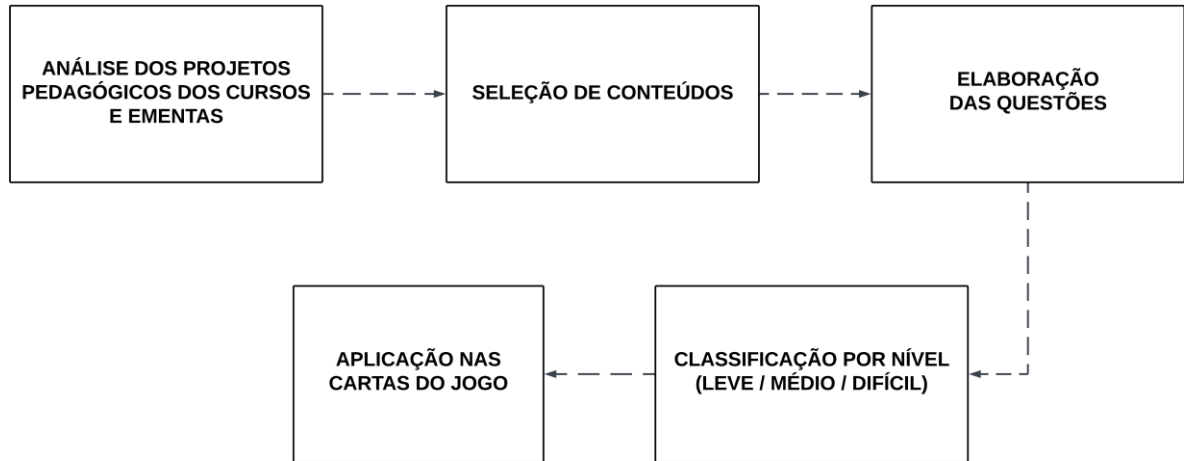 ANÁLISE DOS PROJETOS
PEDAGÓGICOS DOS CURSOS
E EMENTAS
SELEÇÃO DE CONTEÚDOS
ELABORAÇÃO
DAS QUESTÕES
CLASSIFICAÇÃO POR NÍVEL
(LEVE / MÉDIO / DIFÍCIL)
APLICAÇÃO NAS
CARTAS DO JOGO